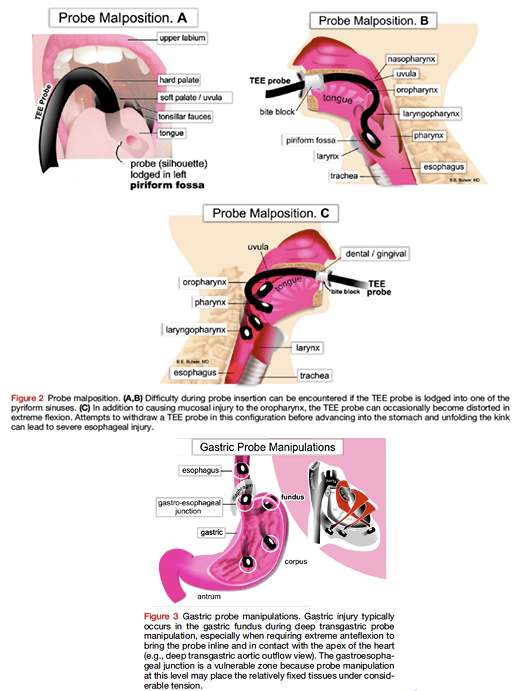 Probe Malposition. A
upper labium
hard palate
soft palate / uvula
tonsillar fauces
tongue
TEE Probe
probe (silhouette)
lodged in left
piriform fossa
Probe Malposition. B
nasopharynx
uvula
oropharynx
laryngopharynx
pharynx
esophagus
TEE probe
bite block
tongue
piriform fossa
larynx
trachea
B.E. Bulwer, MD
Probe Malposition. C
uvula
dental / gingival
oropharynx
tongue
TEE
probe
bite block
pharynx
laryngopharynx
larynx
B.E. Bulwer, MD
esophagus
trachea
Figure 2 Probe malposition. (A,B) Difficulty during probe insertion can be encountered if the TEE probe is lodged into one of the
pyriform sinuses. (C) In addition to causing mucosal injury to the oropharynx, the TEE probe can occasionally become distorted in
extreme flexion. Attempts to withdraw a TEE probe in this configuration before advancing into the stomach and unfolding the kink
can lead to severe esophageal injury.
Gastric Probe Manipulations
esophagus
gastro-esophageal
junction
fundus
gastric
corpus
antrum
Figure 3 Gastric probe manipulations. Gastric injury typically
occurs in the gastric fundus during deep transgastric probe
manipulation, especially when requiring extreme anteflexion to
bring the probe inline and in contact with the apex of the heart
(e.g., deep transgastric aortic outflow view). The gastroesopha-
geal junction is a vulnerable zone because probe manipulation
at this level may place the relatively fixed tissues under consid-
erable tension.